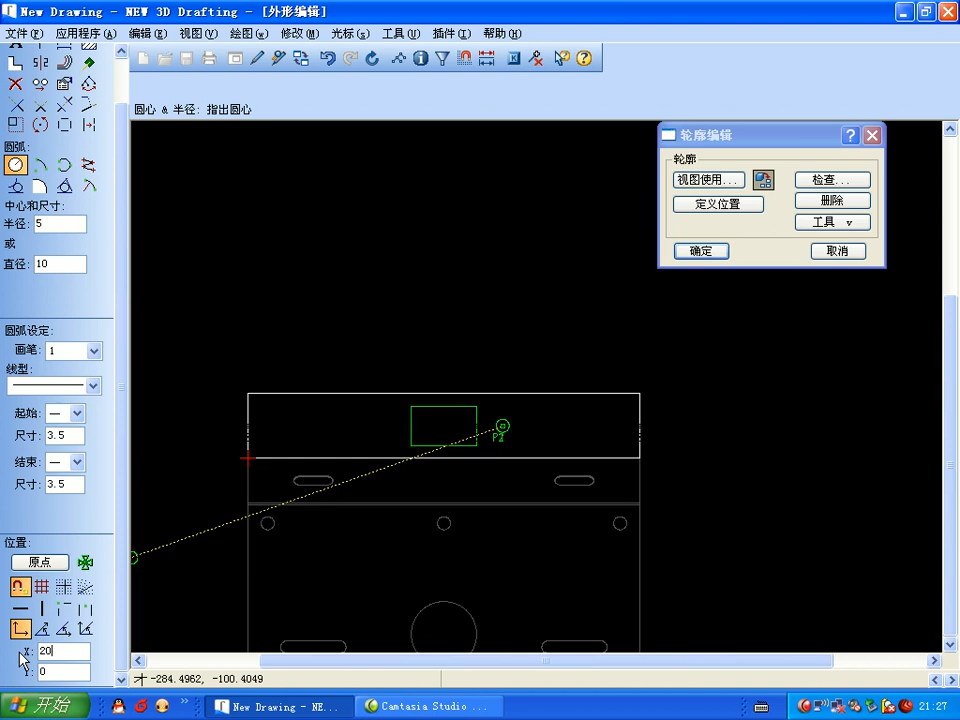 New Drawing - NEW 3D Drafting - [外形编辑]
文件(F) 应用程序(A) 编辑(E) 视图(V) 绘图(W) 修改(M) 光标(S) 工具(U) 插件(I) 帮助(H)
圆心 & 半径: 指出圆心
圆弧:
中心和尺寸:
半径: 5
或
直径: 10
圆弧设定:
画笔: 1
线型:
起始:
尺寸: 3.5
结束:
尺寸: 3.5
位置:
原点
X: 20
Y: 0
轮廓编辑
轮廓
视图使用...
检查...
定义位置
删除
工具
确定
取消
-284.4962, -100.4049
开始
New Drawing - NE...
Camtasia Studio ...
21:27